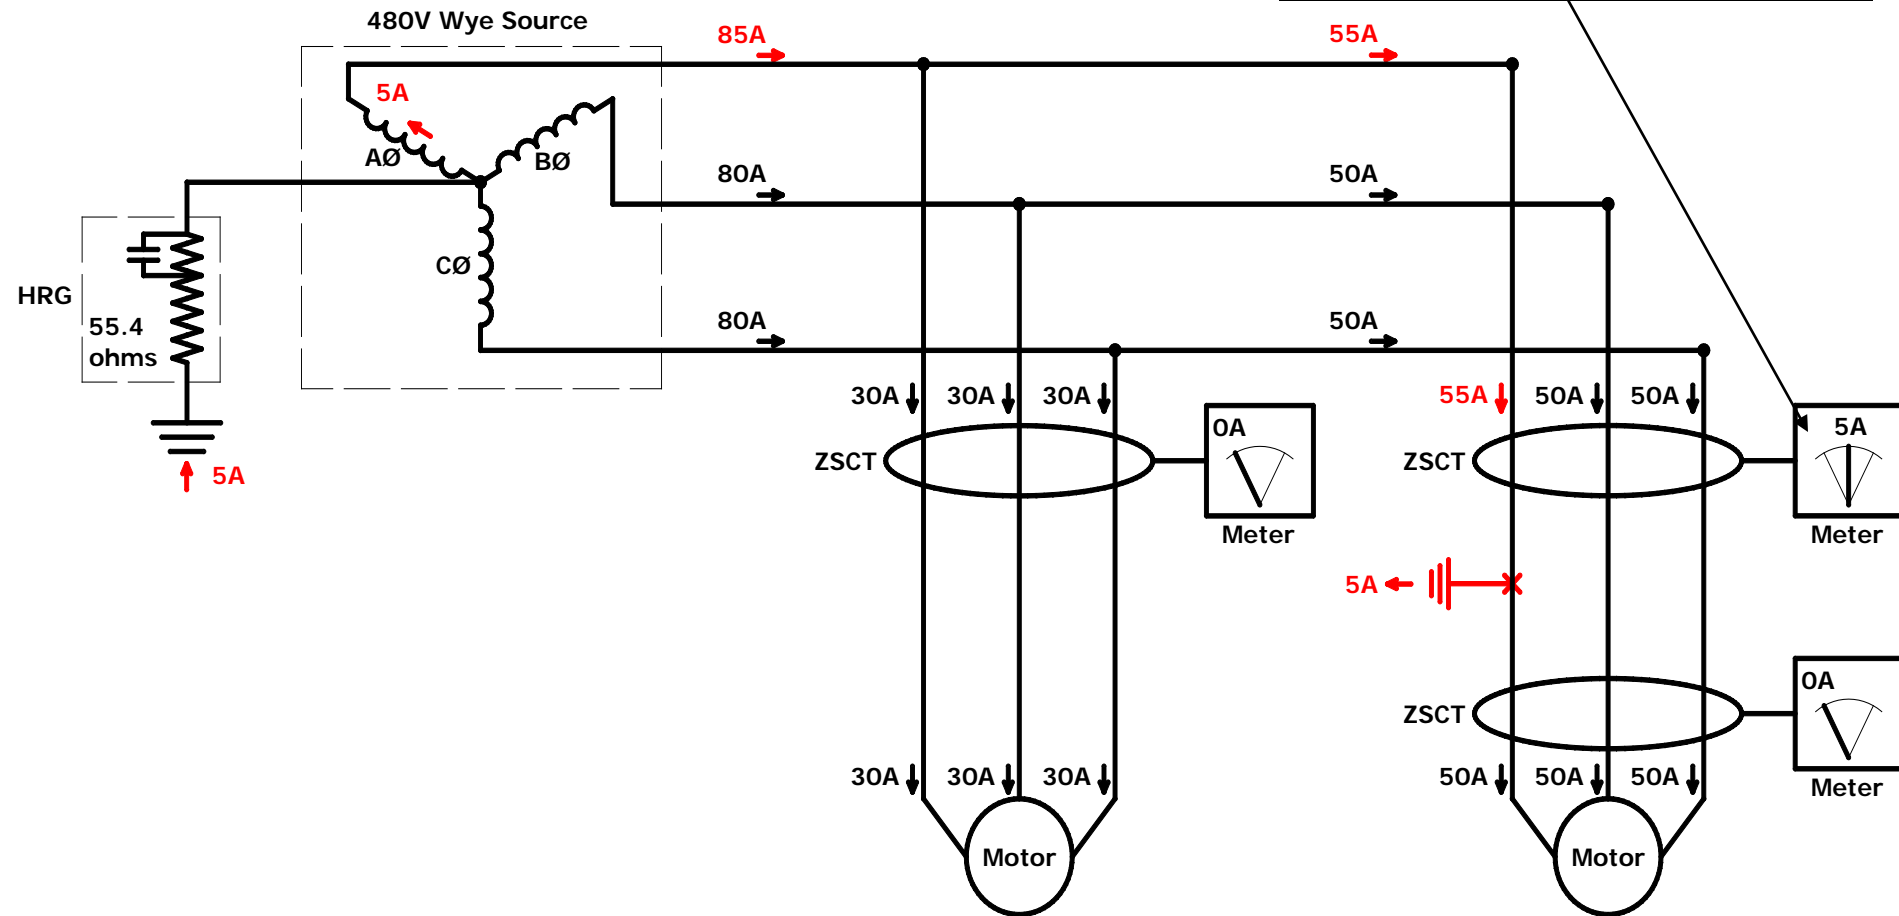 480V Wye Source
85A
55A
5A
AØ
BØ
80A
50A
CØ
HRG
55.4
ohms
80A
50A
30A 30A 30A
55A 50A 50A
0A
5A
ZSCT
ZSCT
5A
Meter
Meter
5A
0A
ZSCT
30A 30A 30A
50A 50A 50A
Meter
Motor
Motor